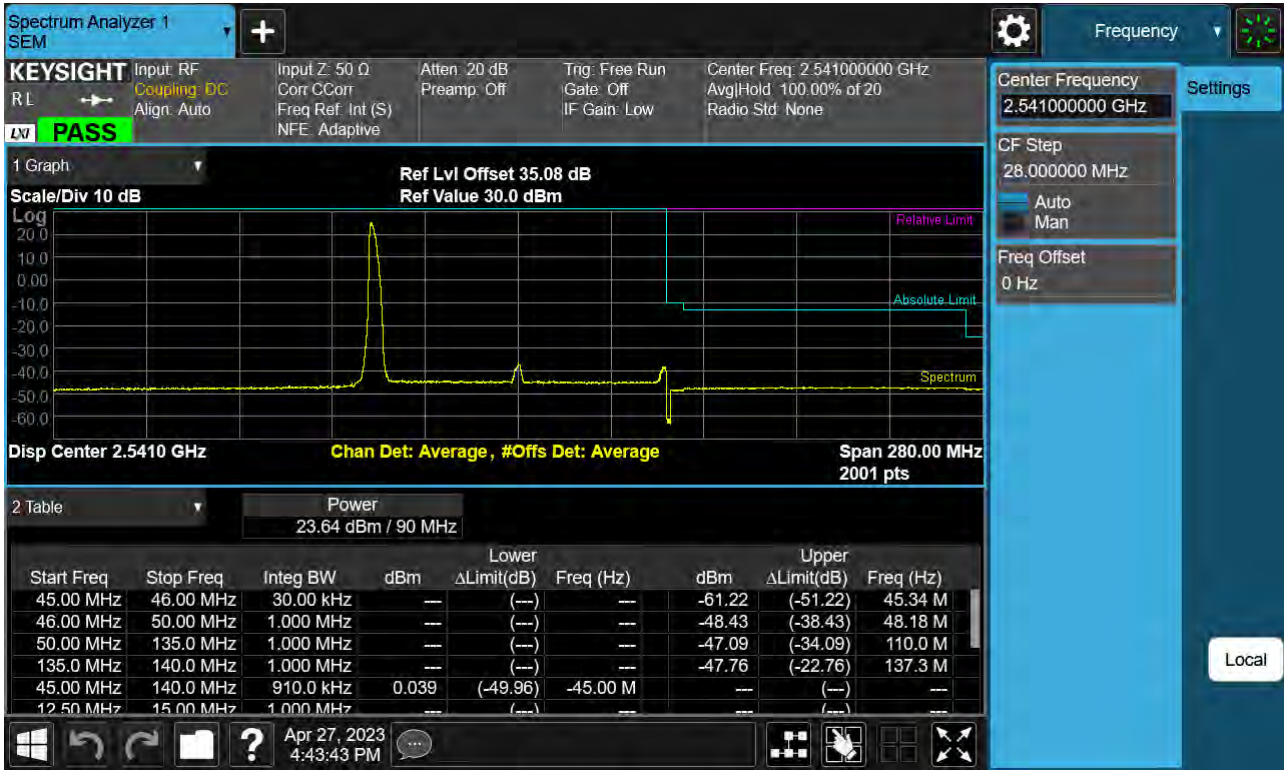 Spectrum Analyzer 1
SEM
Frequency
KEYSIGHT
RL
LXI
PASS
Input: RF
Coupling: DC
Align: Auto
Input Z: 50 Ω
Corr CCorr
Freq Ref: Int (S)
NFE: Adaptive
Atten: 20 dB
Preamp: Off
Trig: Free Run
Gate: Off
IF Gain: Low
Center Freq: 2.541000000 GHz
Avg|Hold: 100.00% of 20
Radio Std: None
Center Frequency
2.541000000 GHz
Settings
CF Step
28.000000 MHz
Auto
Man
Freq Offset
0 Hz
Local
1 Graph
Scale/Div 10 dB
Ref Lvl Offset 35.08 dB
Ref Value 30.0 dBm
Log
20.0
10.0
0.00
-10.0
-20.0
-30.0
-40.0
-50.0
-60.0
Relative Limit
Absolute Limit
Spectrum
Disp Center 2.5410 GHz
Chan Det: Average, #Offs Det: Average
Span 280.00 MHz
2001 pts
2 Table
Power
23.64 dBm / 90 MHz
Lower Upper
Start Freq Stop Freq Integ BW dBm ΔLimit(dB) Freq (Hz) dBm ΔLimit(dB) Freq (Hz)
45.00 MHz 46.00 MHz 30.00 kHz --- (---) --- -61.22 (-51.22) 45.34 M
46.00 MHz 50.00 MHz 1.000 MHz --- (---) --- -48.43 (-38.43) 48.18 M
50.00 MHz 135.0 MHz 1.000 MHz --- (---) --- -47.09 (-34.09) 110.0 M
135.0 MHz 140.0 MHz 1.000 MHz --- (---) --- -47.76 (-22.76) 137.3 M
45.00 MHz 140.0 MHz 910.0 kHz 0.039 (-49.96) -45.00 M --- (---) ---
12.50 MHz 15.00 MHz 1.000 MHz --- (---) --- --- (---) ---
Apr 27, 2023
4:43:43 PM